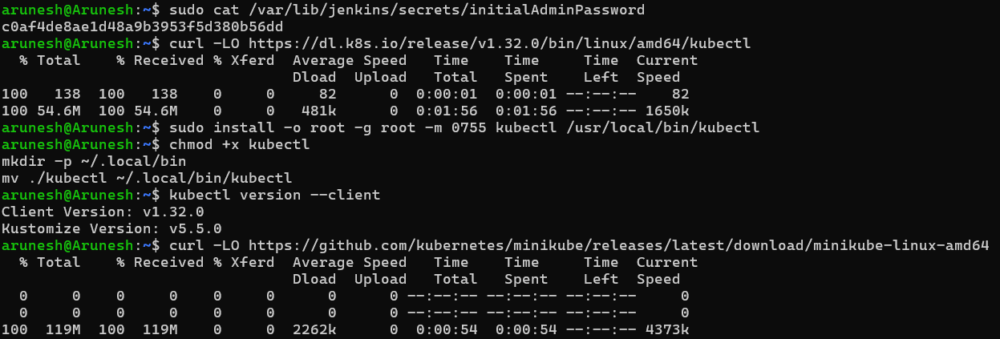 arunesh@Arunesh:~$ sudo cat /var/lib/jenkins/secrets/initialAdminPassword
c0af4de8ae1d48a9b3953f5d380b56dd
arunesh@Arunesh:~$ curl -LO https://dl.k8s.io/release/v1.32.0/bin/linux/amd64/kubectl
  % Total    % Received % Xferd  Average Speed   Time    Time     Time  Current
                                 Dload  Upload   Total   Spent    Left  Speed
100   138  100   138    0     0     82      0  0:00:01  0:00:01 --:--:--    82
100 54.6M  100 54.6M    0     0   481k      0  0:01:56  0:01:56 --:--:-- 1650k
arunesh@Arunesh:~$ sudo install -o root -g root -m 0755 kubectl /usr/local/bin/kubectl
arunesh@Arunesh:~$ chmod +x kubectl
mkdir -p ~/.local/bin
mv ./kubectl ~/.local/bin/kubectl
arunesh@Arunesh:~$ kubectl version --client
Client Version: v1.32.0
Kustomize Version: v5.5.0
arunesh@Arunesh:~$ curl -LO https://github.com/kubernetes/minikube/releases/latest/download/minikube-linux-amd64
  % Total    % Received % Xferd  Average Speed   Time    Time     Time  Current
                                 Dload  Upload   Total   Spent    Left  Speed
  0     0    0     0    0     0      0      0 --:--:-- --:--:-- --:--:--     0
  0     0    0     0    0     0      0      0 --:--:-- --:--:-- --:--:--     0
100  119M  100  119M    0     0  2262k      0  0:00:54  0:00:54 --:--:-- 4373k